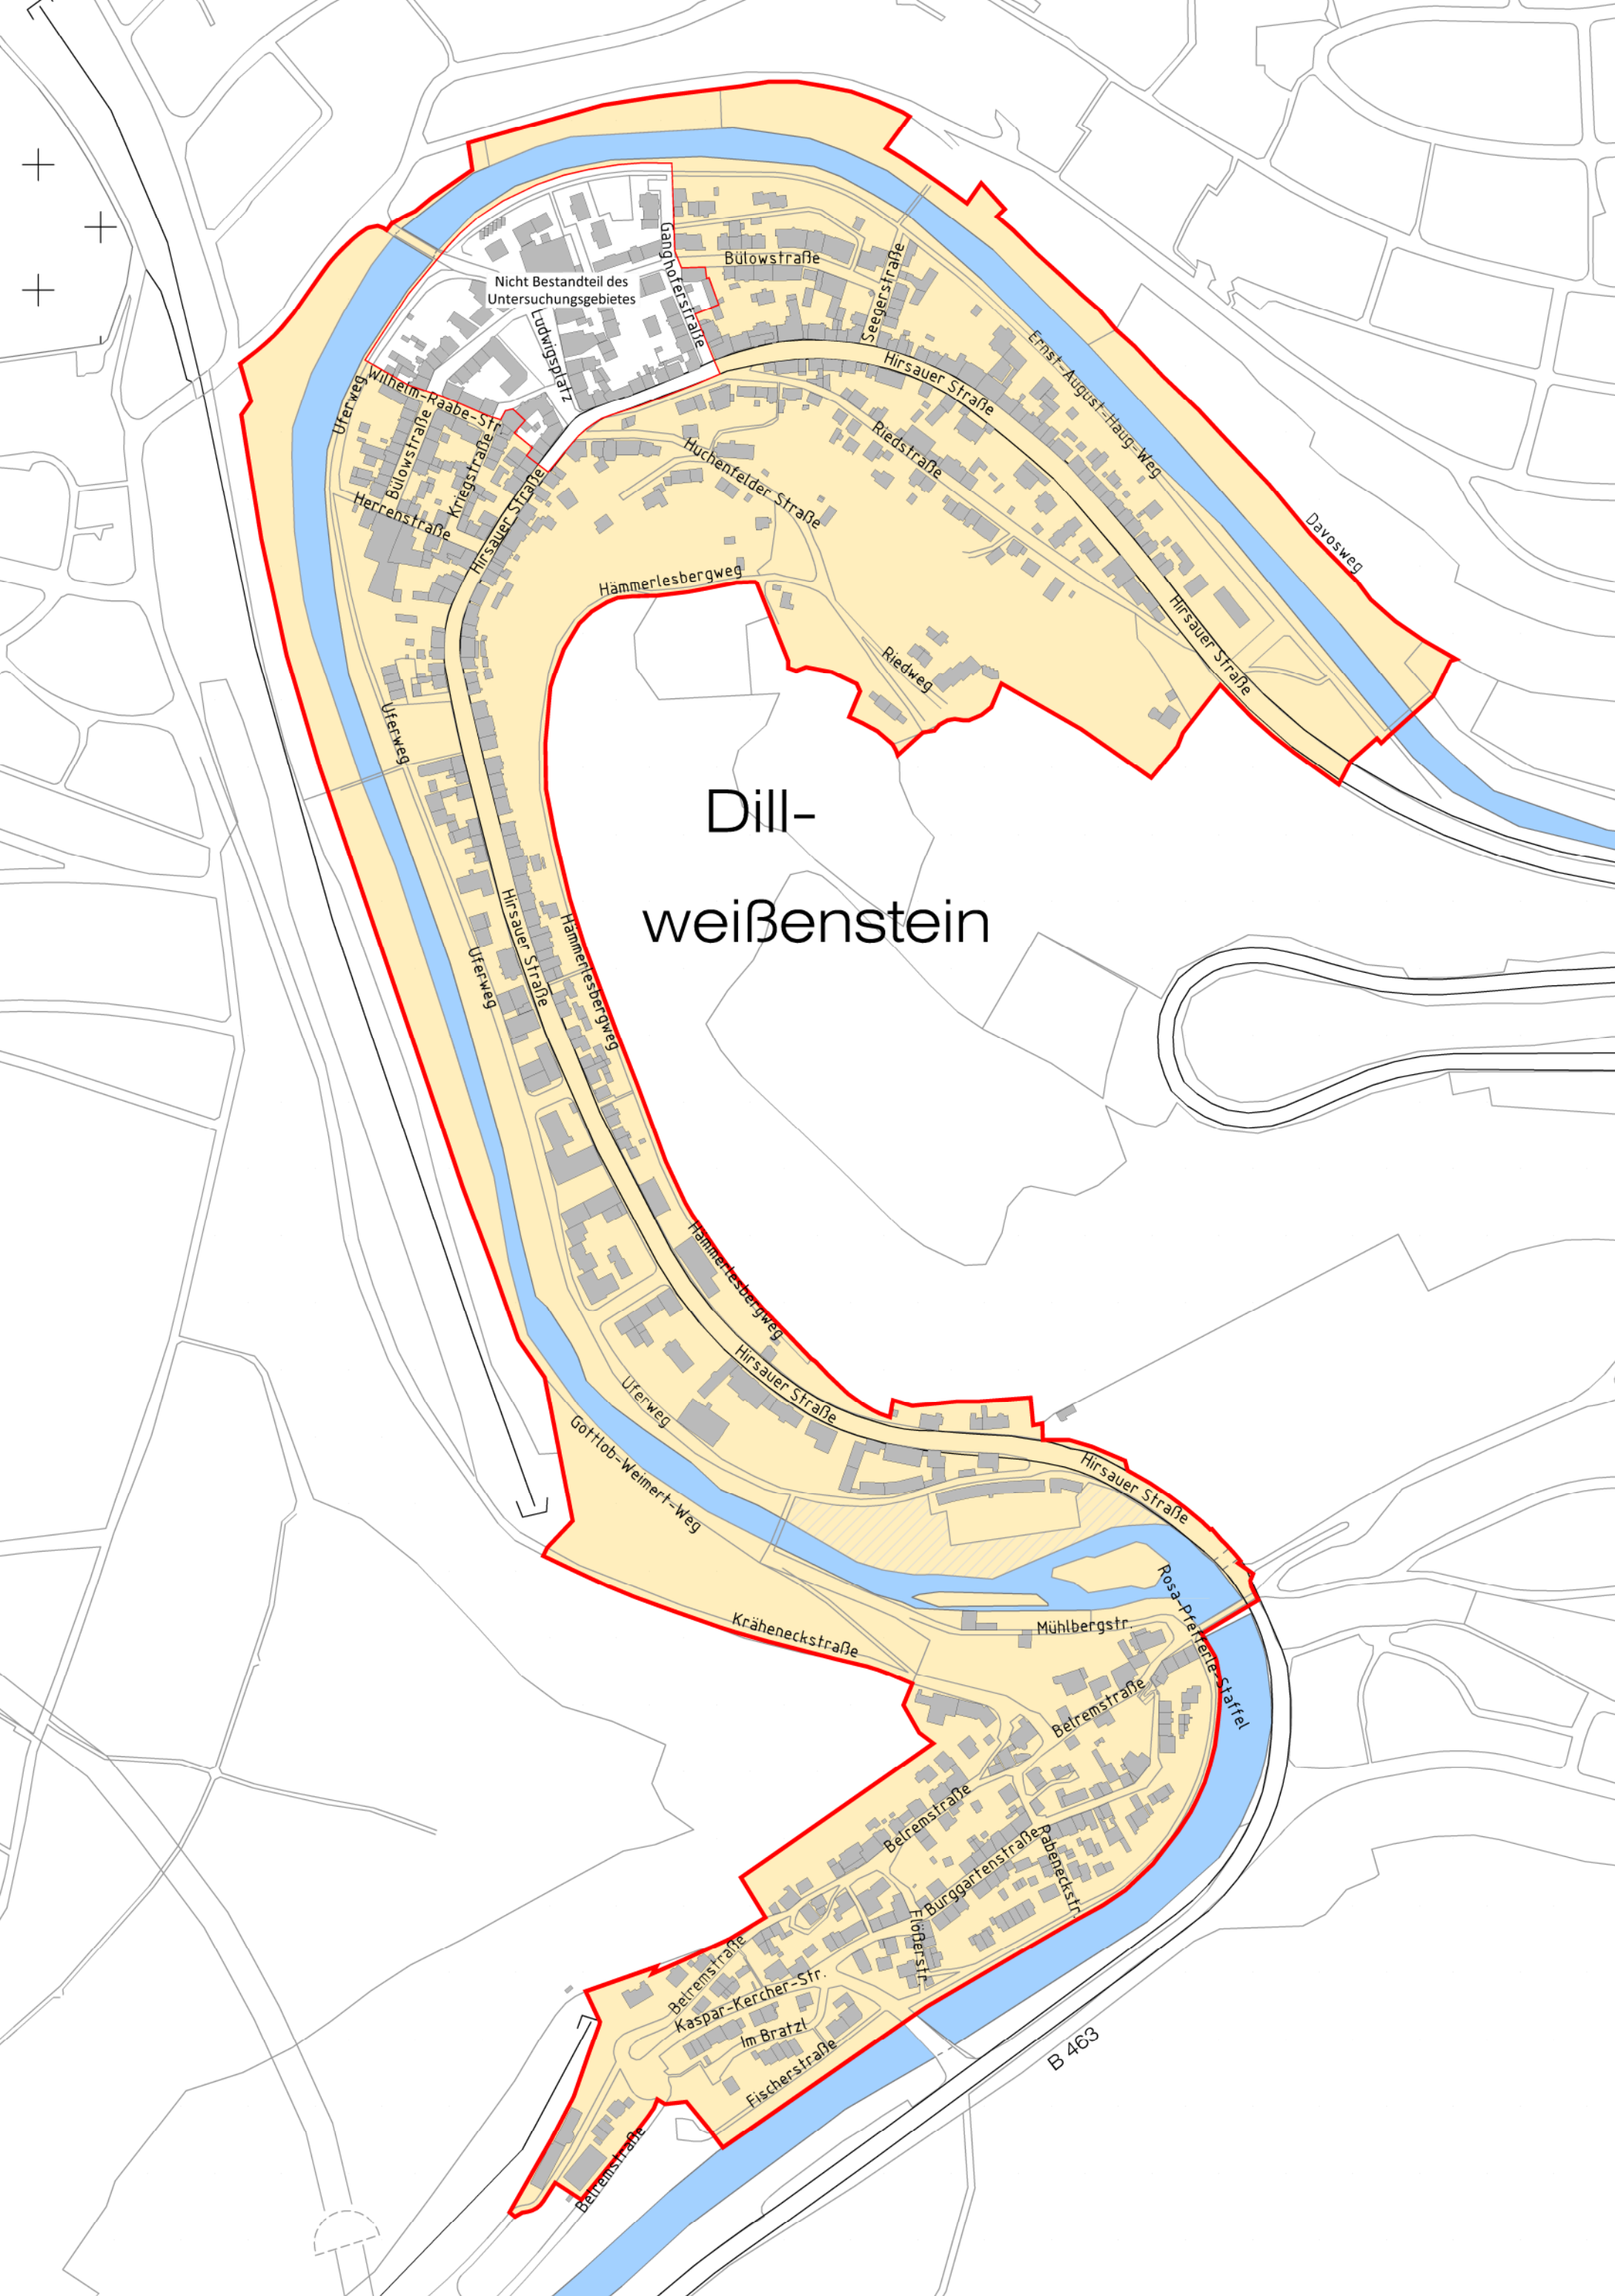 Nicht Bestandteil des
Untersuchungsgebietes
Ganghoferstraße
Bülowstraße
Seegerstraße
Ludwigsplatz
Ernst-August-Haug-Weg
Hirsauer Straße
Wilhelm-Raabe-Str.
Uferweg
Bülowstraße
Kriegstraße
Riedstraße
Huchenfelder Straße
Herrenstraße
Hirsauer Straße
Davosweg
Hämmerlesbergweg
Hirsauer Straße
Riedweg
Uferweg
Dill-
weißenstein
Hirsauer Straße
Hämmerlesbergweg
Uferweg
Hämmerlesbergweg
Hirsauer Straße
Uferweg
Gottlob-Weimert-Weg
Hirsauer Straße
Rosa-Pfefferle-Staffel
Mühlbergstr.
Kräheneckstraße
Belremstraße
Belremstraße
Burggartenstraße
Rabeneckstr.
Flößerstr.
Belremstraße
Kaspar-Kercher-Str.
Im Bratzl
Fischerstraße
B 463
Belremstraße